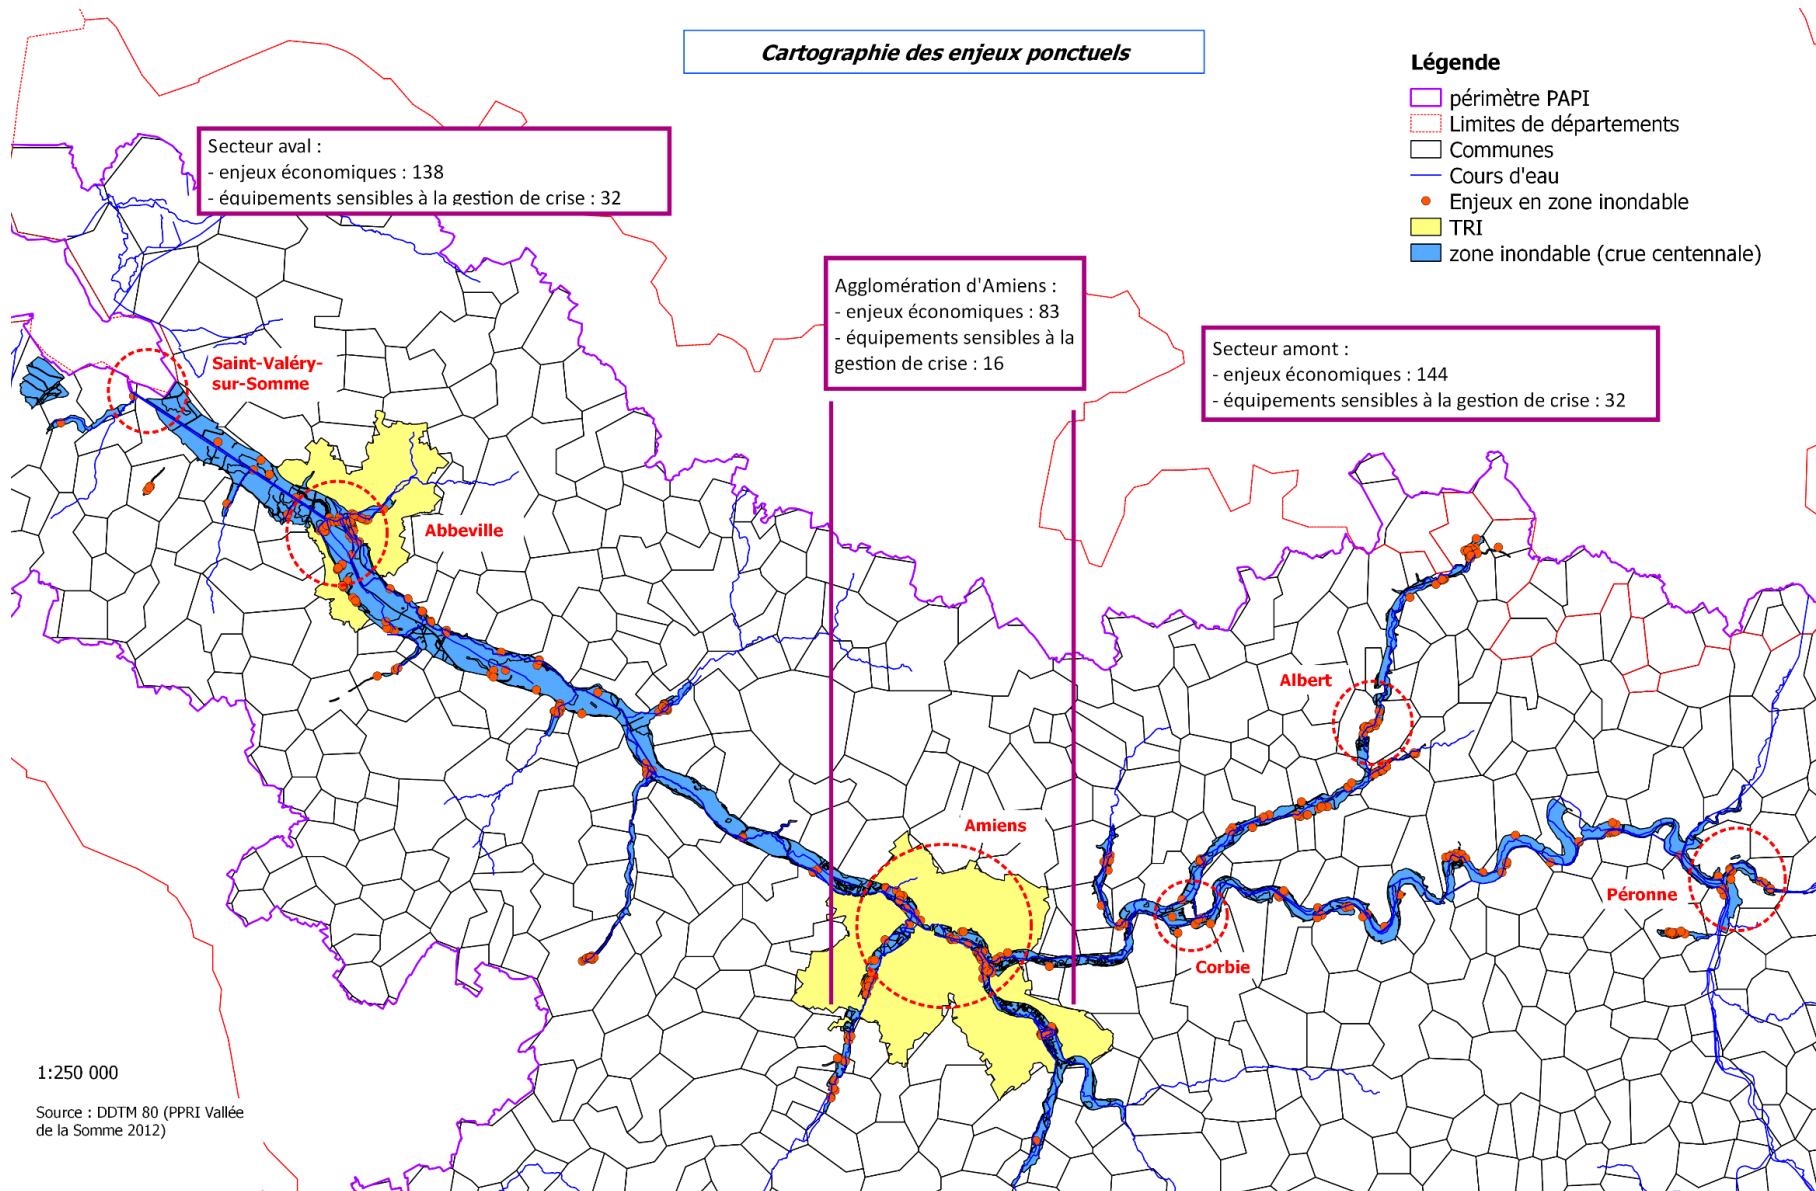 Cartographie des enjeux ponctuels
Légende
périmètre PAPI
Limites de départements
Communes
Cours d'eau
Enjeux en zone inondable
TRI
zone inondable (crue centennale)
Secteur aval :
- enjeux économiques : 138
- équipements sensibles à la gestion de crise : 32
Agglomération d'Amiens :
- enjeux économiques : 83
- équipements sensibles à la
gestion de crise : 16
Secteur amont :
- enjeux économiques : 144
- équipements sensibles à la gestion de crise : 32
Saint-Valéry-
sur-Somme
Abbeville
Albert
Amiens
Péronne
Corbie
1:250 000
Source : DDTM 80 (PPRI Vallée
de la Somme 2012)